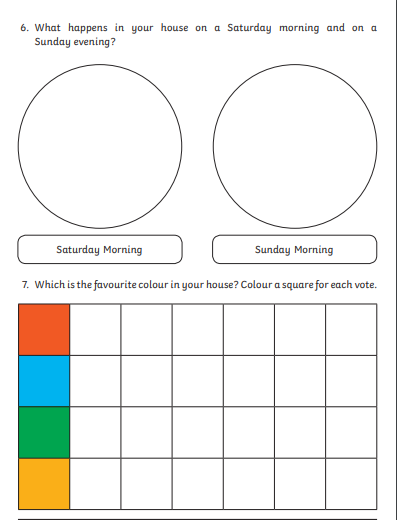 6. What happens in your house on a Saturday morning and on a
Sunday evening?
Saturday Morning
Sunday Morning
7. Which is the favourite colour in your house? Colour a square for each vote.